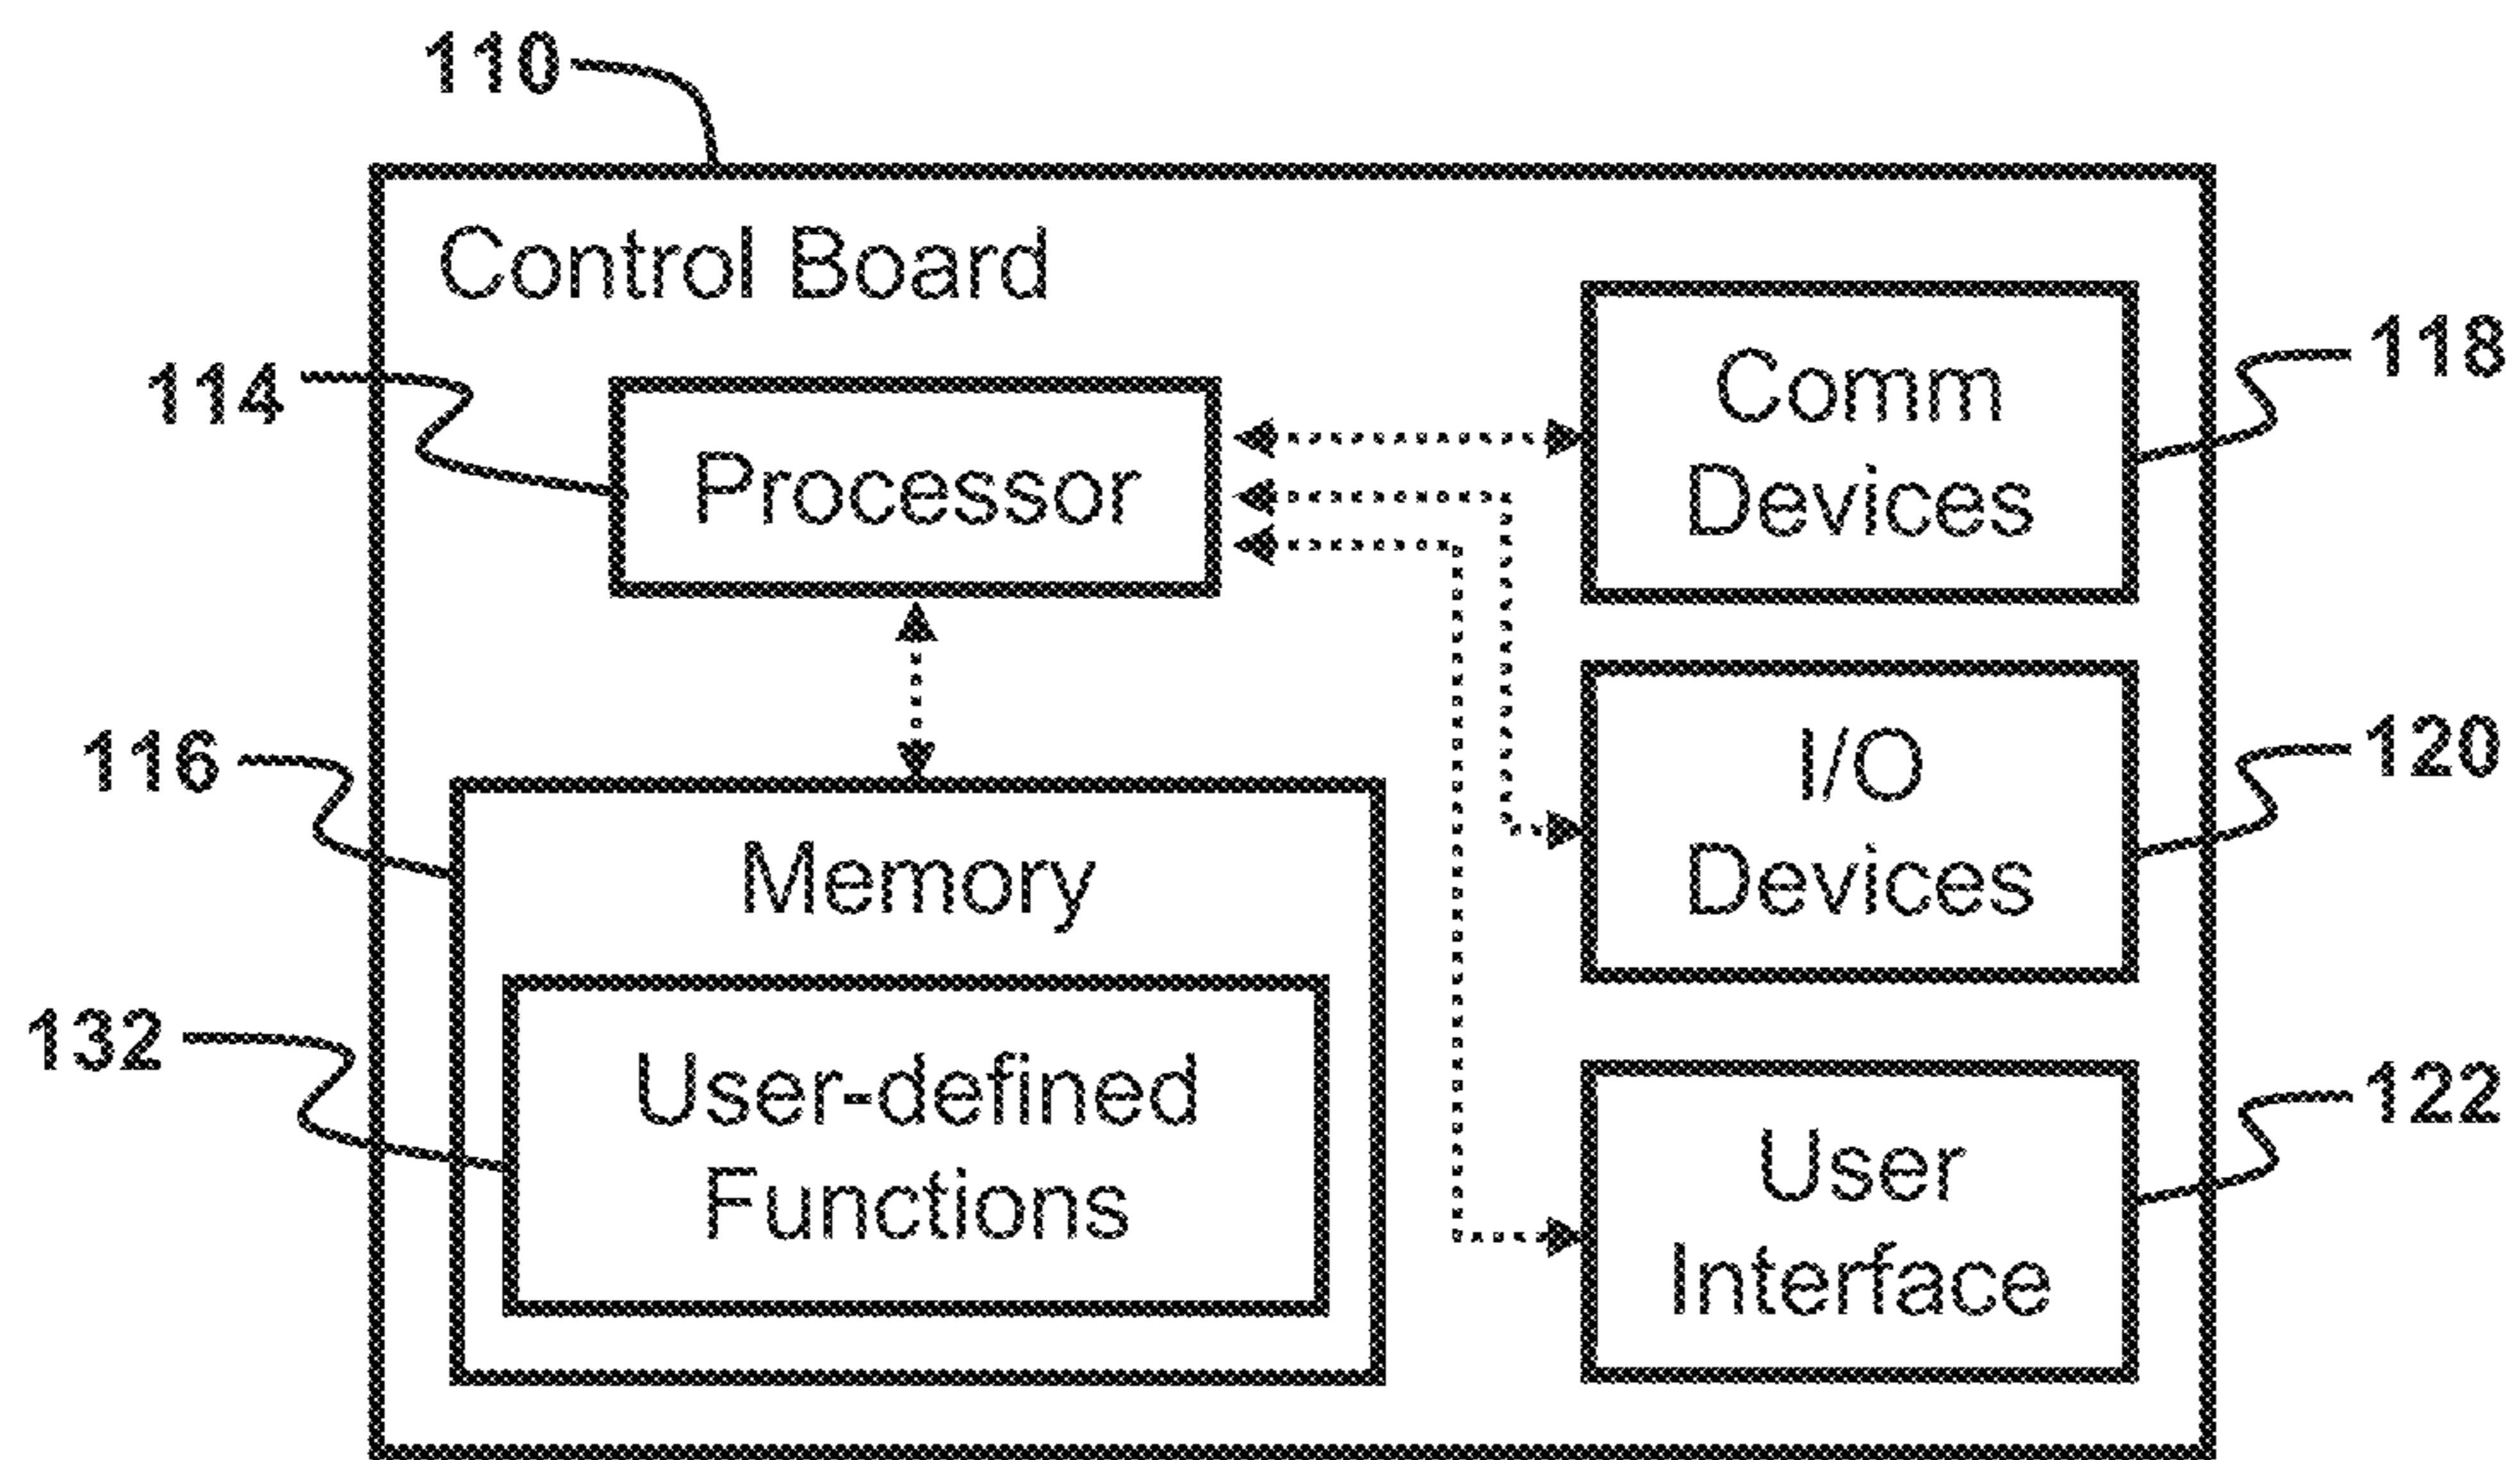 110
Control Board
114
Processor
Comm
Devices
118
116
Memory
I/O
Devices
120
132
User-defined
Functions
User
Interface
122